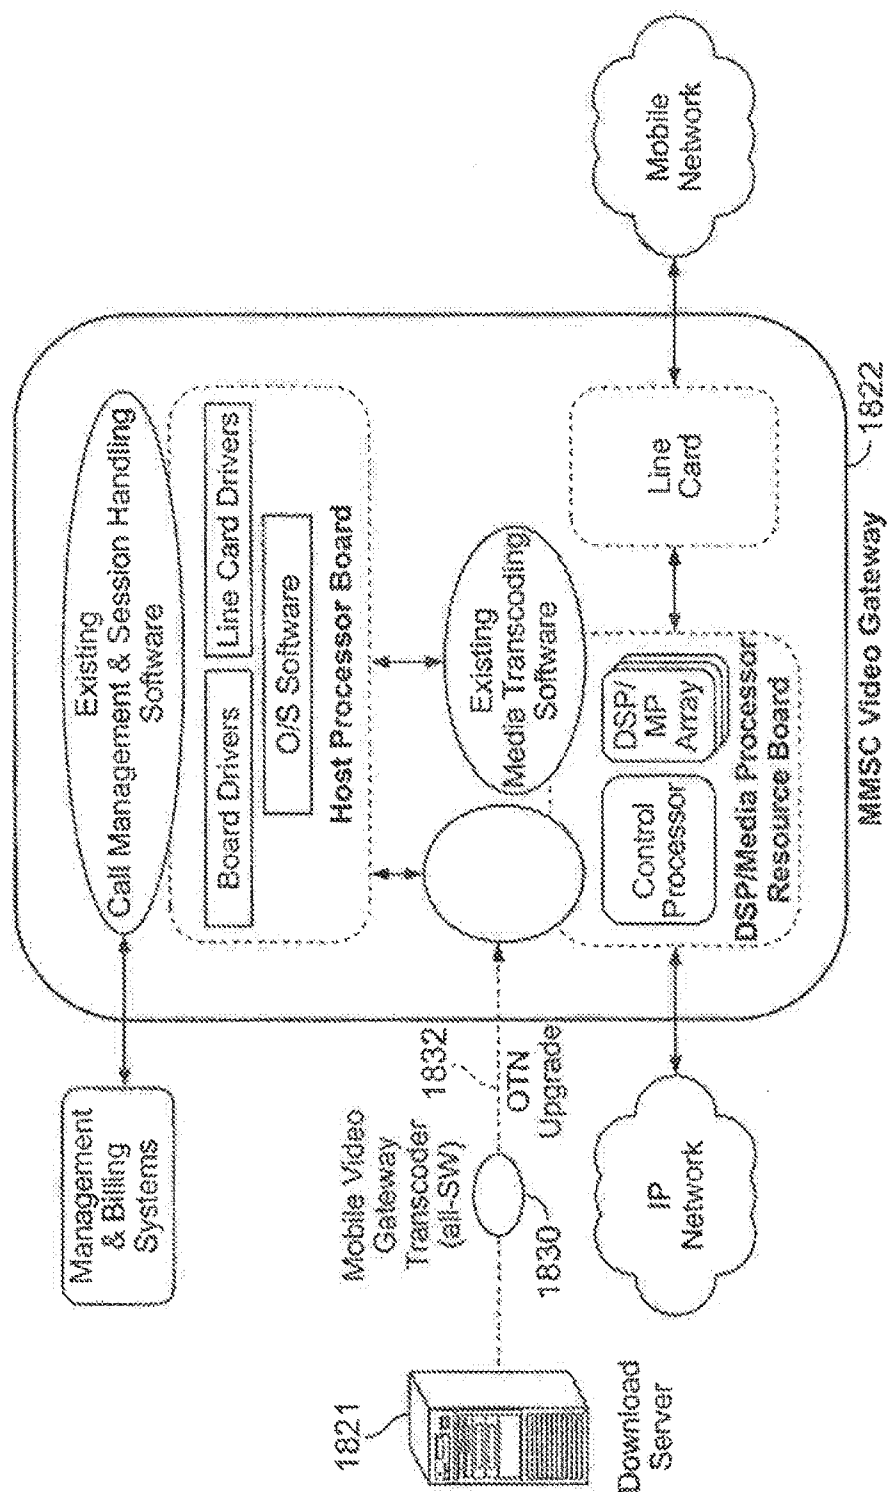 Management
& Billing
Systems
Existing
Call Management & Session Handling
Software
Board Drivers
Line Card Drivers
O/S Software
Host Processor Board
1821
Download
Server
Mobile Video
Gateway
Transcoder
(all-SW)
1830
1832
OTN
Upgrade
Existing
Media Transcoding
Software
IP
Network
Control
Processor
DSP/
MP
Array
DSP/Media Processor
Resource Board
Line
Card
Mobile
Network
1822
MMSC Video Gateway